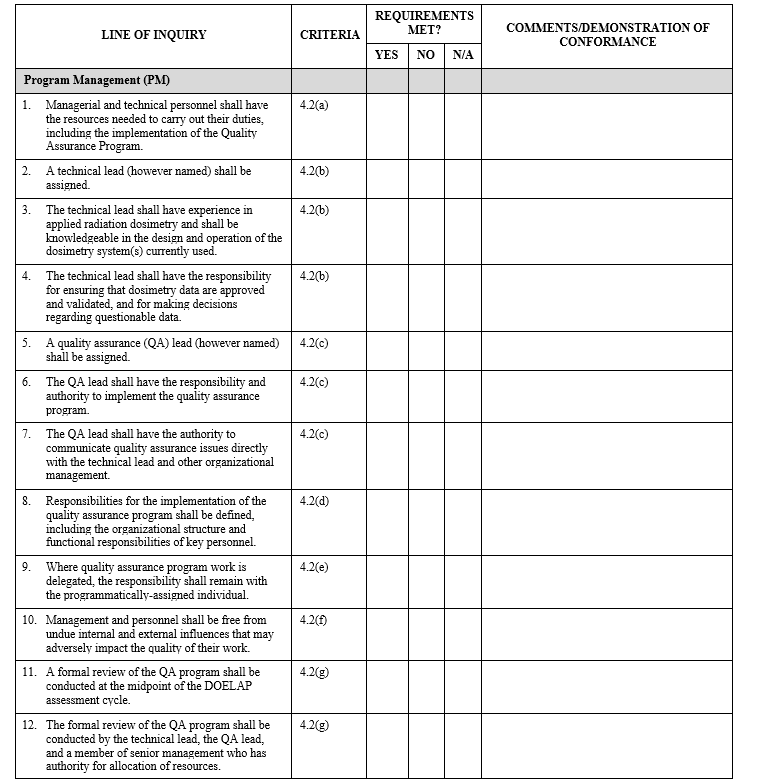 LINE OF INQUIRY
CRITERIA
REQUIREMENTS
MET?
YES
NO
N/A
COMMENTS/DEMONSTRATION OF
CONFORMANCE
Program Management (PM)
1. Managerial and technical personnel shall have
the resources needed to carry out their duties,
including the implementation of the Quality
Assurance Program.
4.2(a)
2. A technical lead (however named) shall be
assigned.
4.2(b)
3. The technical lead shall have experience in
applied radiation dosimetry and shall be
knowledgeable in the design and operation of the
dosimetry system(s) currently used.
4.2(b)
4. The technical lead shall have the responsibility
for ensuring that dosimetry data are approved
and validated, and for making decisions
regarding questionable data.
4.2(b)
5. A quality assurance (QA) lead (however named)
shall be assigned.
4.2(c)
6. The QA lead shall have the responsibility and
authority to implement the quality assurance
program.
4.2(c)
7. The QA lead shall have the authority to
communicate quality assurance issues directly
with the technical lead and other organizational
management.
4.2(c)
8. Responsibilities for the implementation of the
quality assurance program shall be defined,
including the organizational structure and
functional responsibilities of key personnel.
4.2(d)
9. Where quality assurance program work is
delegated, the responsibility shall remain with
the programmatically-assigned individual.
4.2(e)
10. Management and personnel shall be free from
undue internal and external influences that may
adversely impact the quality of their work.
4.2(f)
11. A formal review of the QA program shall be
conducted at the midpoint of the DOELAP
assessment cycle.
4.2(g)
12. The formal review of the QA program shall be
conducted by the technical lead, the QA lead,
and a member of senior management who has
authority for allocation of resources.
4.2(g)